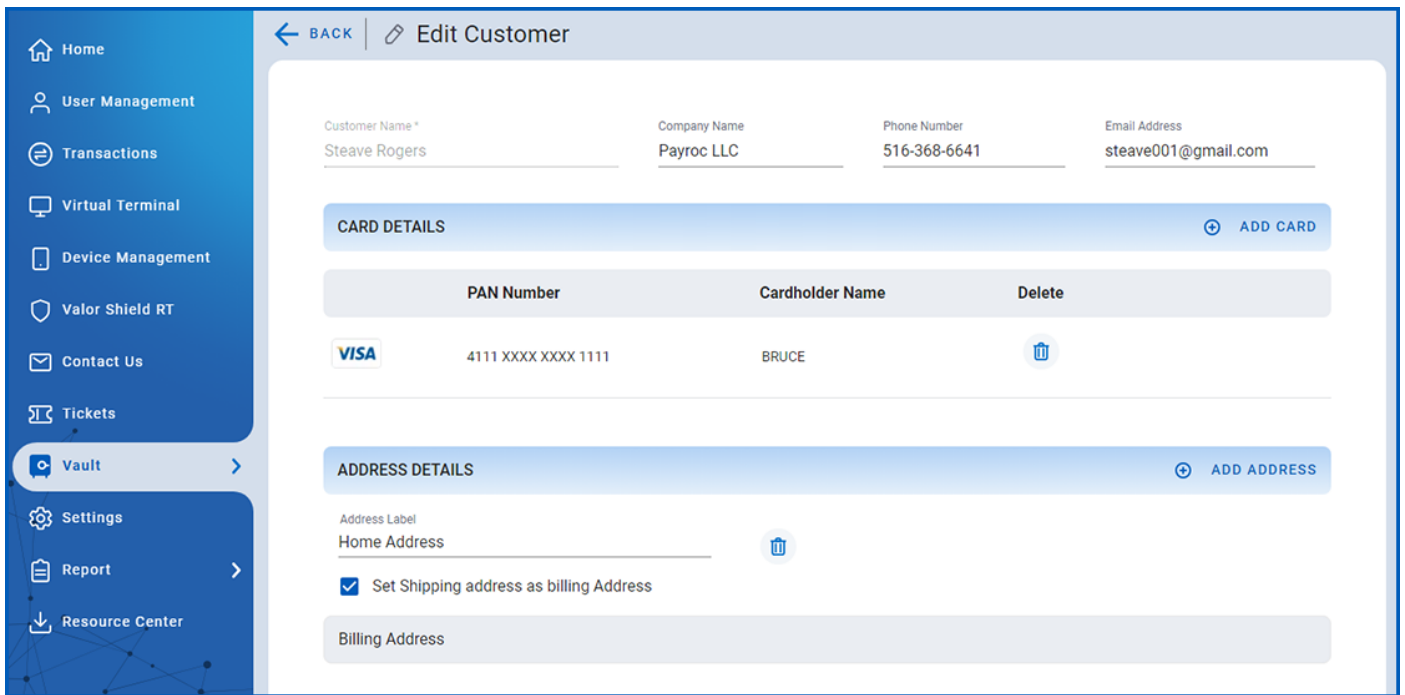 Home
User Management
Transactions
Virtual Terminal
Device Management
Valor Shield RT
Contact Us
Tickets
Vault
Settings
Report
Resource Center
BACK Edit Customer
Customer Name * Company Name Phone Number Email Address
Steave Rogers Payroc LLC 516-368-6641 steave001@gmail.com
CARD DETAILS ADD CARD
PAN Number Cardholder Name Delete
VISA 4111 XXXX XXXX 1111 BRUCE
ADDRESS DETAILS ADD ADDRESS
Address Label
Home Address
Set Shipping address as billing Address
Billing Address